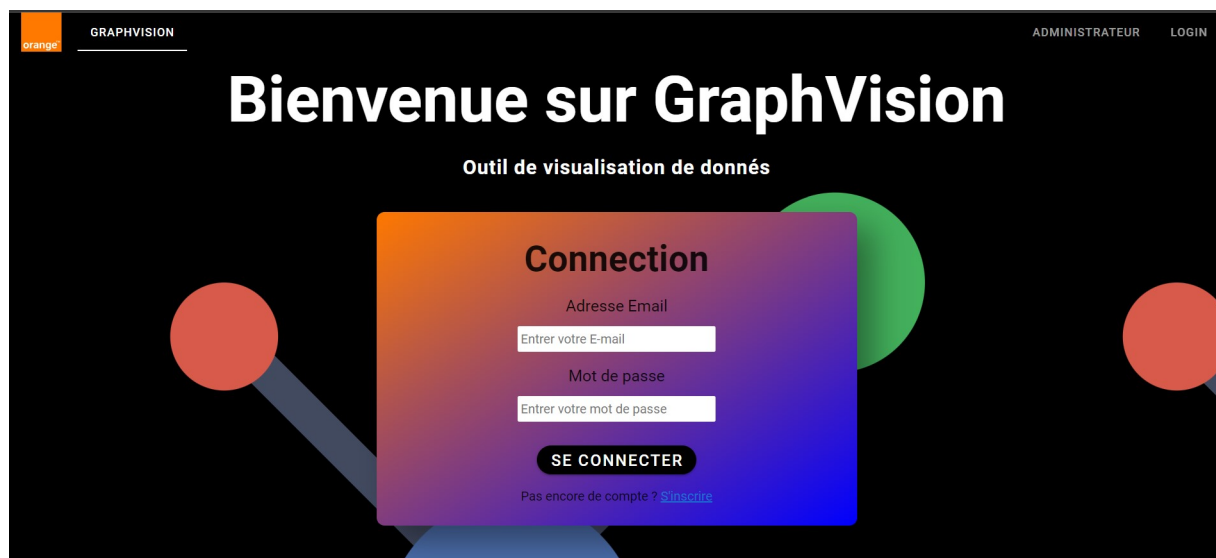 orange™
GRAPHVISION
ADMINISTRATEUR
LOGIN
Bienvenue sur GraphVision
Outil de visualisation de donnés
Connection
Adresse Email
Entrer votre E-mail
Mot de passe
Entrer votre mot de passe
SE CONNECTER
Pas encore de compte ? S'inscrire